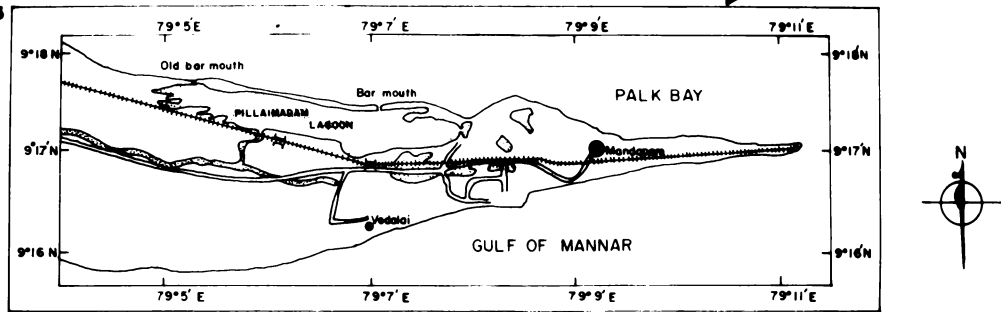 79°5′E 79°7′E 79°9′E 79°11′E
9°18′N 9°18′N
Old bar mouth
Bar mouth
PALK BAY
PILLAIMADAM
LAGOON
9°17′N Mandapam 9°17′N
N
Vedalai
GULF OF MANNAR
9°16′N 9°16′N
79°5′E 79°7′E 79°9′E 79°11′E